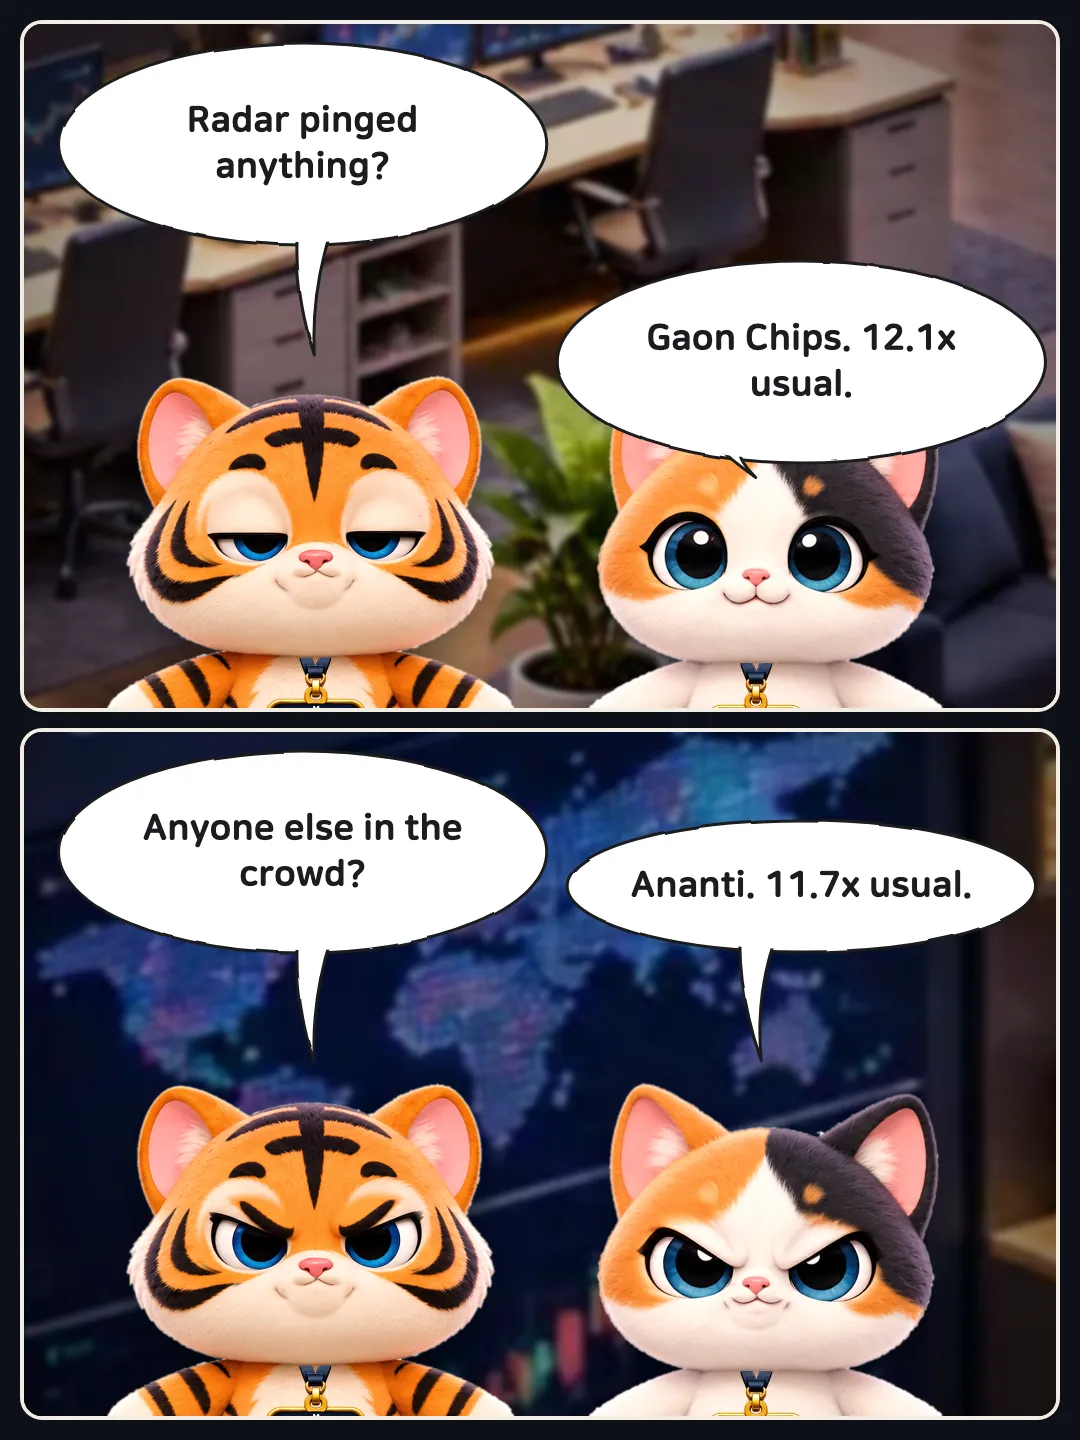 Radar pinged
anything?
Gaon Chips. 12.1x
usual.
Anyone else in the
crowd?
Ananti. 11.7x usual.